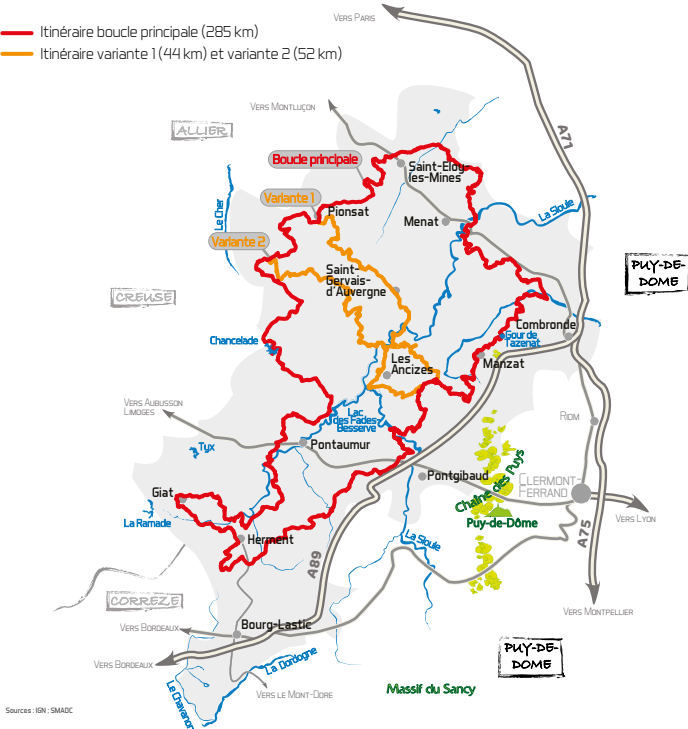 Vers Paris
Itinéraire boucle principale (285 km)
Itinéraire variante 1 (44 km) et variante 2 (52 km)
Vers Montluçon
A71
ALLIER
Boucle principale
Saint-Eloy-
les-Mines
Variante 1
Le Cher
Pionsat
Menat
La Sioule
Variante 2
PUY-DE-
DOME
Saint-
Gervais-
d'Auvergne
CREUSE
Combronde
Chancelade
Gour de
Tazenat
Les
Ancizes
Manzat
Vers Aubusson
Limoges
Lac
des Fades-
Besserve
Riom
Pontaumur
Tyx
Pontgibaud
Chaîne des Puys
Clermont-
Ferrand
Giat
La Ramade
Puy-de-Dôme
Vers Lyon
Herment
La Sioule
A75
A89
CORREZE
Vers Montpellier
Vers Bordeaux
Bourg-Lastic
PUY-DE-
DOME
Vers Bordeaux
La Dordogne
Le Chavanon
Vers le Mont-Dore
Massif du Sancy
Sources : IGN ; SMADC